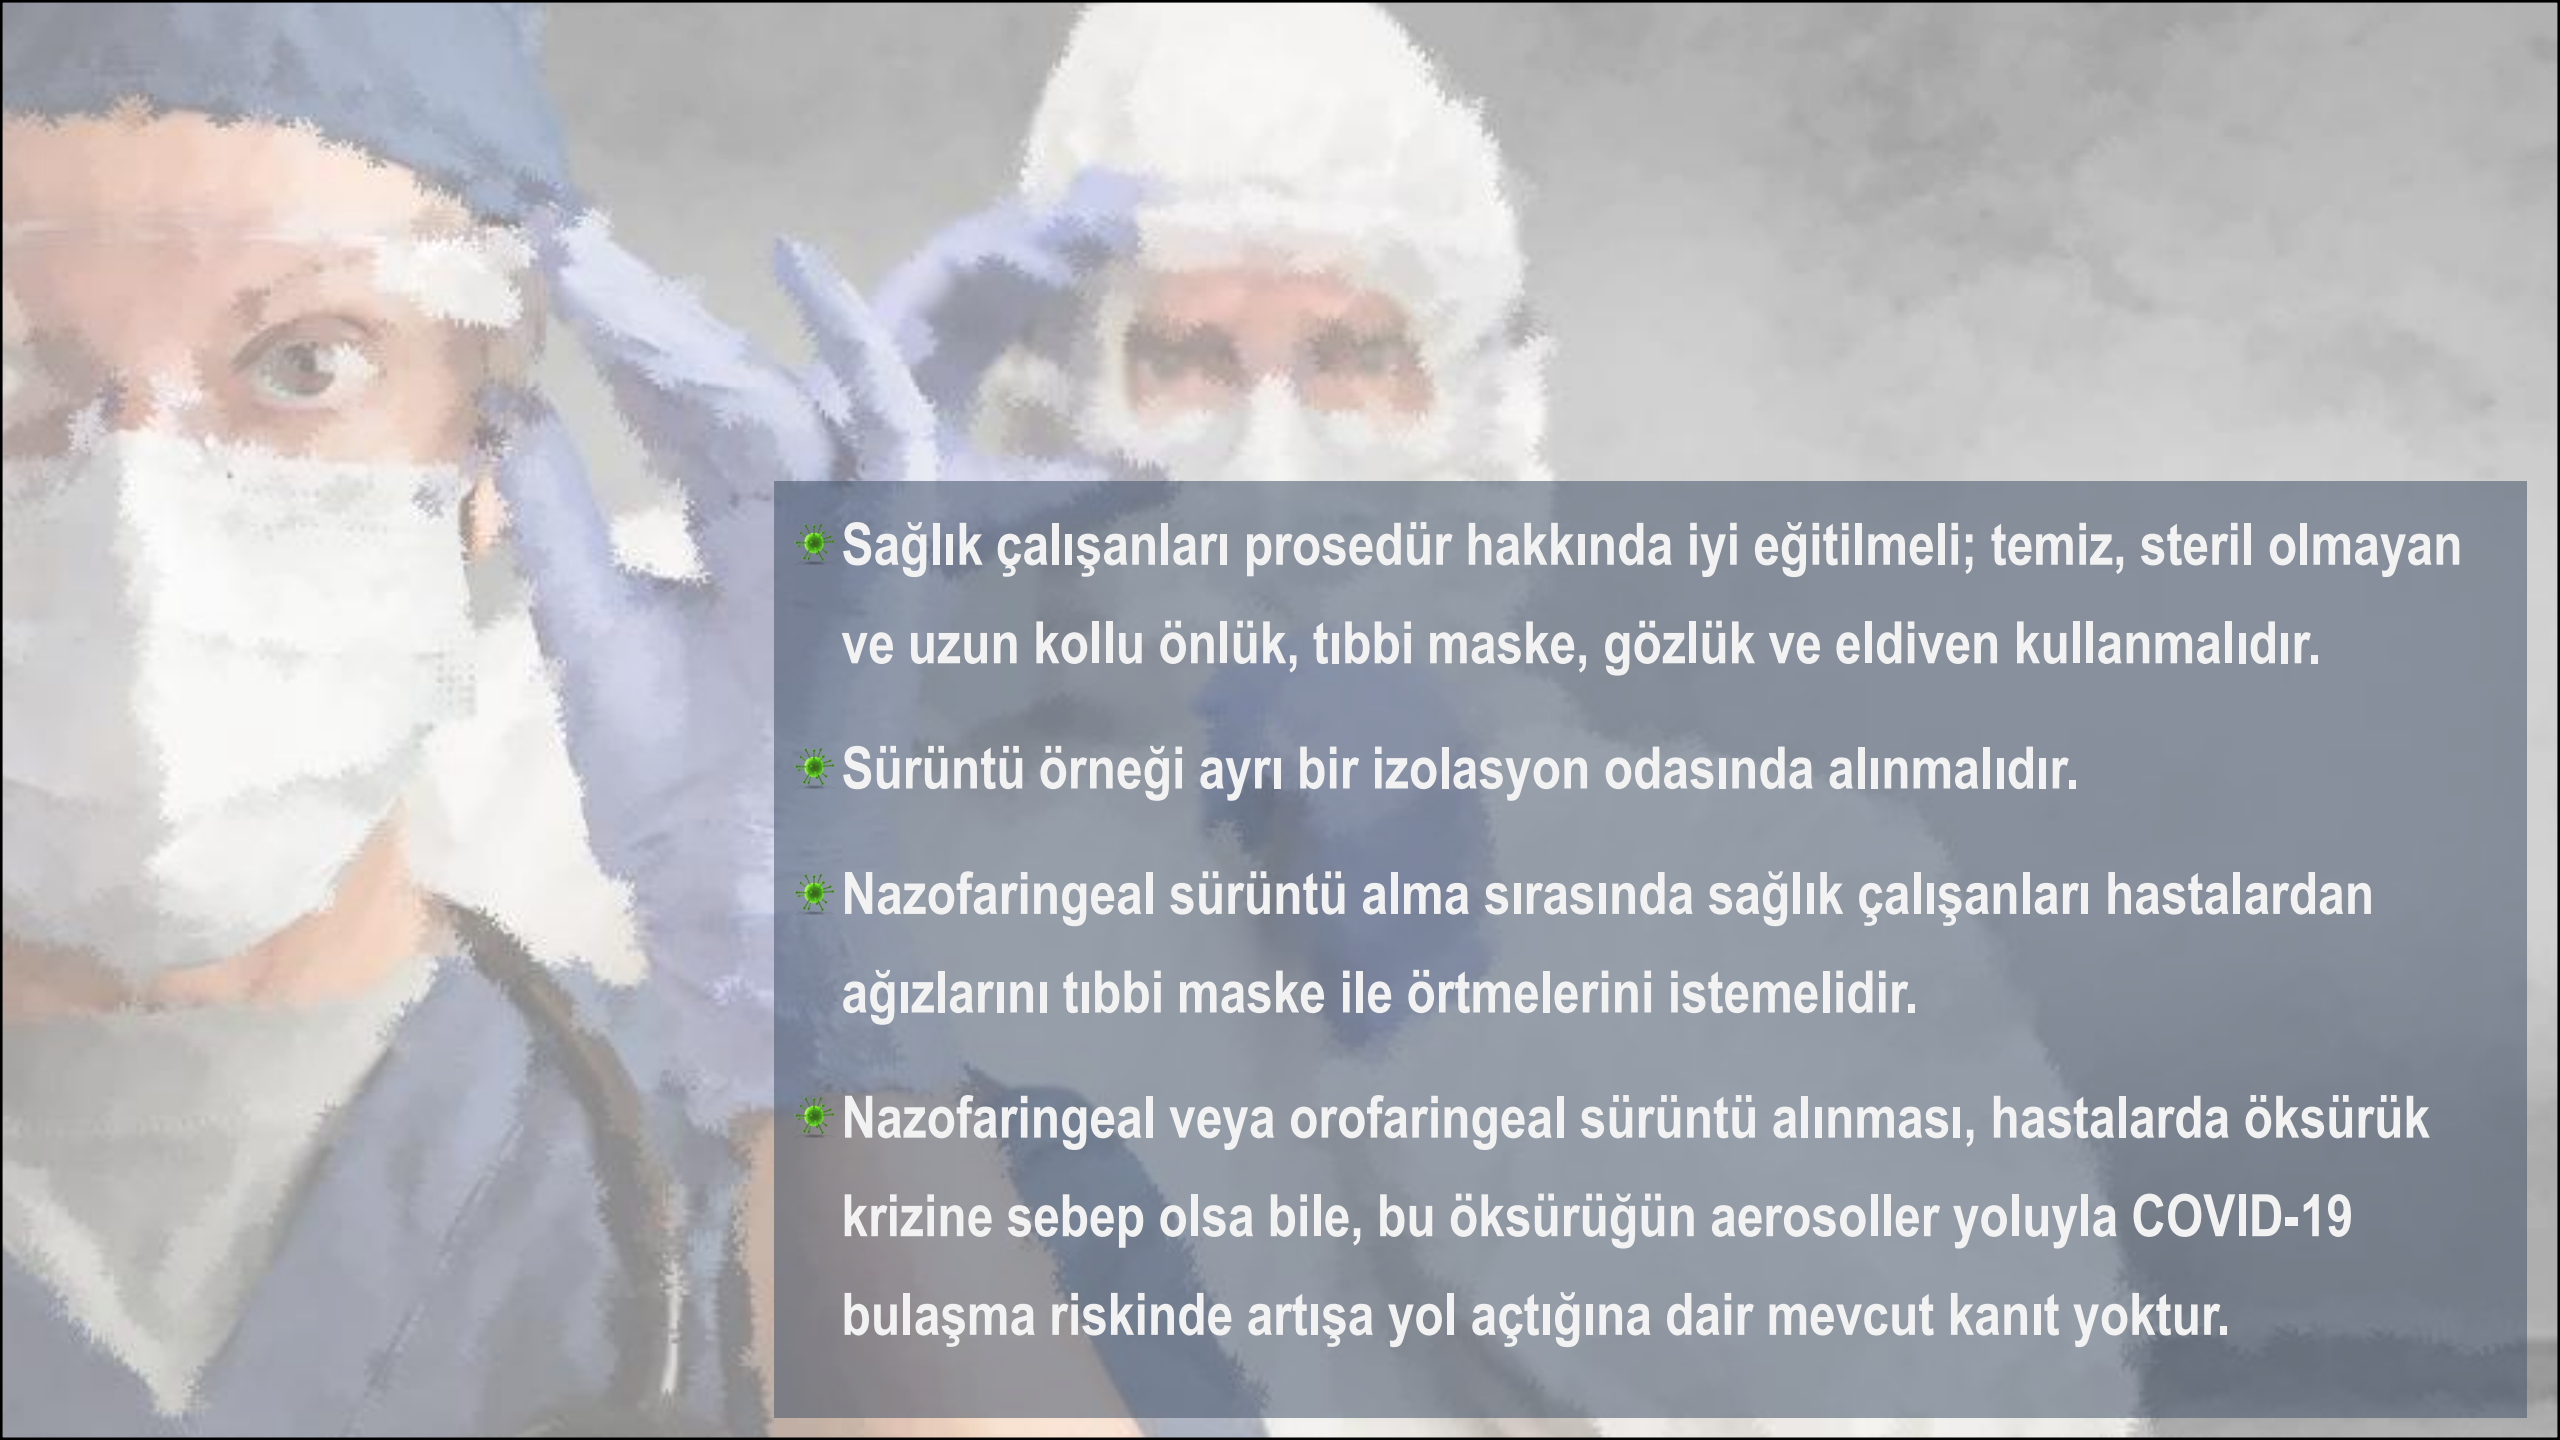 Sağlık çalışanları prosedür hakkında iyi eğitilmeli; temiz, steril olmayan
ve uzun kollu önlük, tıbbi maske, gözlük ve eldiven kullanmalıdır.
Sürüntü örneği ayrı bir izolasyon odasında alınmalıdır.
Nazofaringeal sürüntü alma sırasında sağlık çalışanları hastalardan
ağızlarını tıbbi maske ile örtmelerini istemelidir.
Nazofaringeal veya orofaringeal sürüntü alınması, hastalarda öksürük
krizine sebep olsa bile, bu öksürüğün aerosoller yoluyla COVID-19
bulaşma riskinde artışa yol açtığına dair mevcut kanıt yoktur.